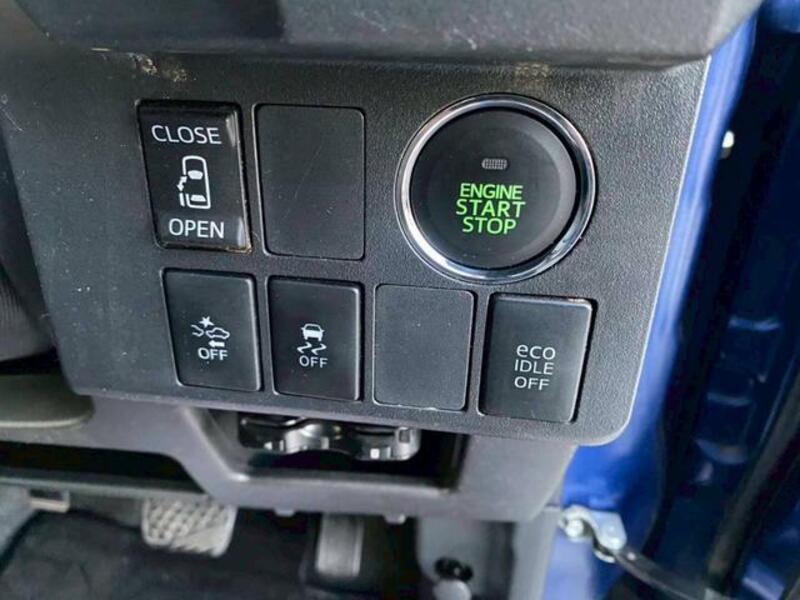 CLOSE
OPEN
ENGINE
START
STOP
OFF
OFF
eco
IDLE
OFF